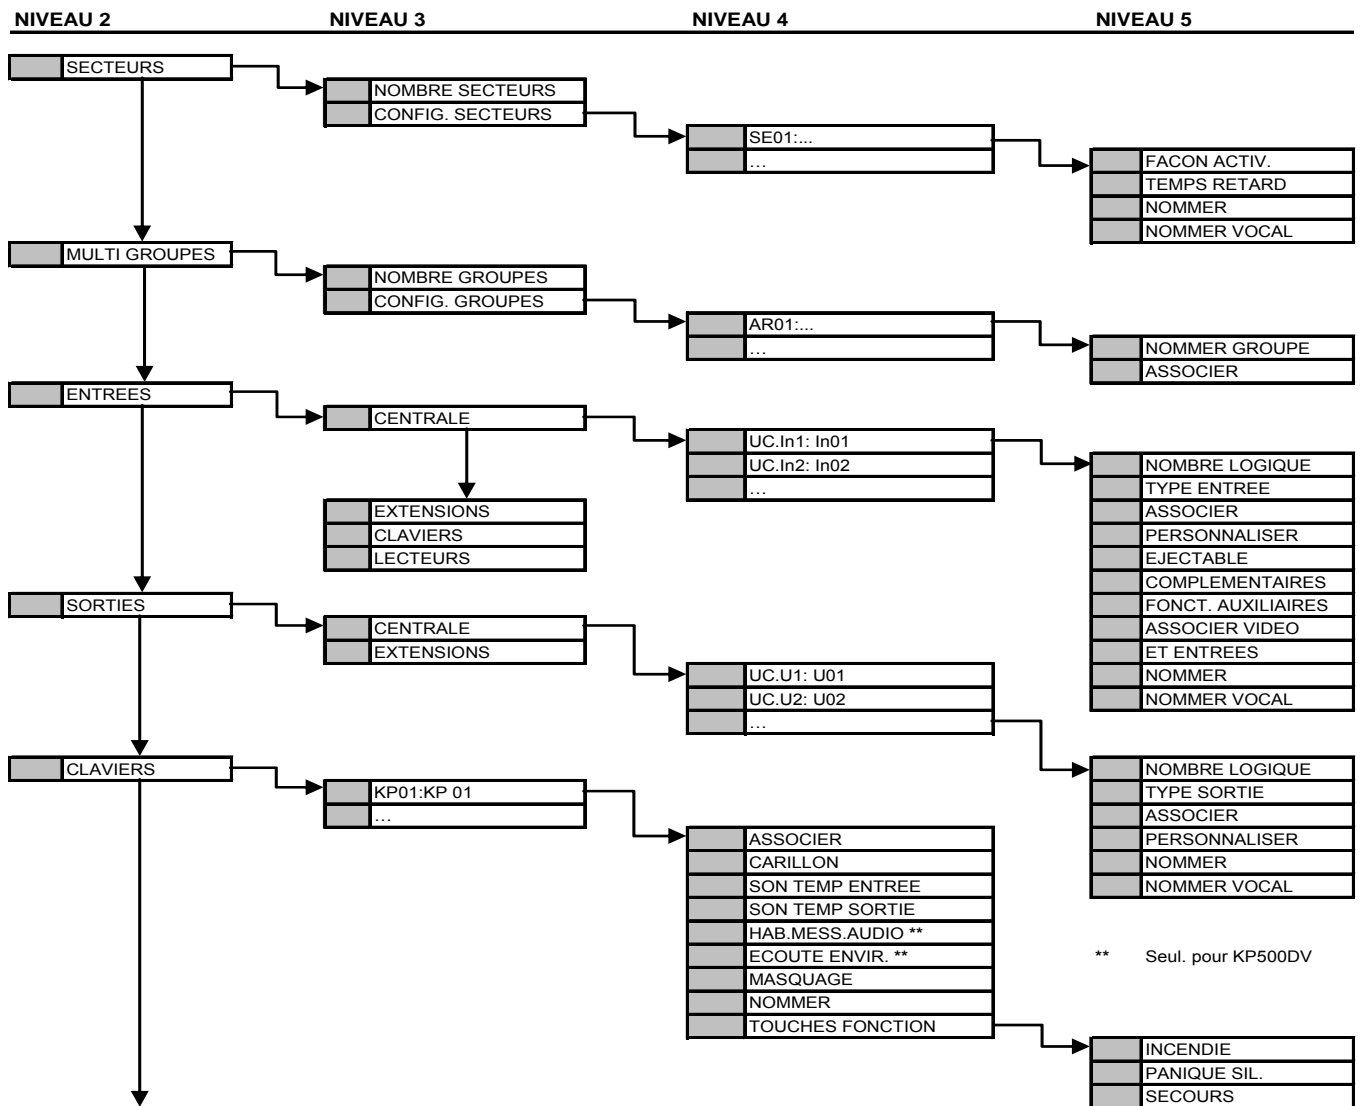 NIVEAU 2 NIVEAU 3 NIVEAU 4 NIVEAU 5
SECTEURS
NOMBRE SECTEURS
CONFIG. SECTEURS
SE01:...
...
FACON ACTIV.
TEMPS RETARD
NOMMER
NOMMER VOCAL
MULTI GROUPES
NOMBRE GROUPES
CONFIG. GROUPES
AR01:...
...
NOMMER GROUPE
ASSOCIER
ENTREES
CENTRALE
EXTENSIONS
CLAVIERS
LECTEURS
UC.In1: In01
UC.In2: In02
...
NOMBRE LOGIQUE
TYPE ENTREE
ASSOCIER
PERSONNALISER
EJECTABLE
COMPLEMENTAIRES
FONCT. AUXILIAIRES
ASSOCIER VIDEO
ET ENTREES
NOMMER
NOMMER VOCAL
SORTIES
CENTRALE
EXTENSIONS
UC.U1: U01
UC.U2: U02
...
NOMBRE LOGIQUE
TYPE SORTIE
ASSOCIER
PERSONNALISER
NOMMER
NOMMER VOCAL
CLAVIERS
KP01:KP 01
...
ASSOCIER
CARILLON
SON TEMP ENTREE
SON TEMP SORTIE
HAB.MESS.AUDIO **
ECOUTE ENVIR. **
MASQUAGE
NOMMER
TOUCHES FONCTION
** Seul. pour KP500DV
INCENDIE
PANIQUE SIL.
SECOURS